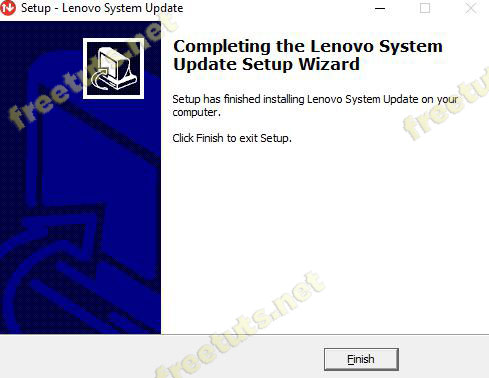 Setup - Lenovo System Update
Completing the Lenovo System
Update Setup Wizard
Setup has finished installing Lenovo System Update on your
computer.
Click Finish to exit Setup.
freetuts.net
freetuts
freetuts.net
Finish
freetuts.net